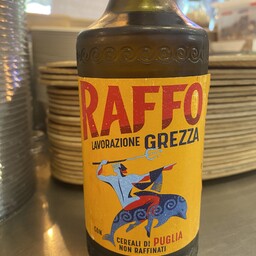 RAFFO
LAVORAZIONE GREZZA
CON CEREALI DI PUGLIA
NON RAFFINATI